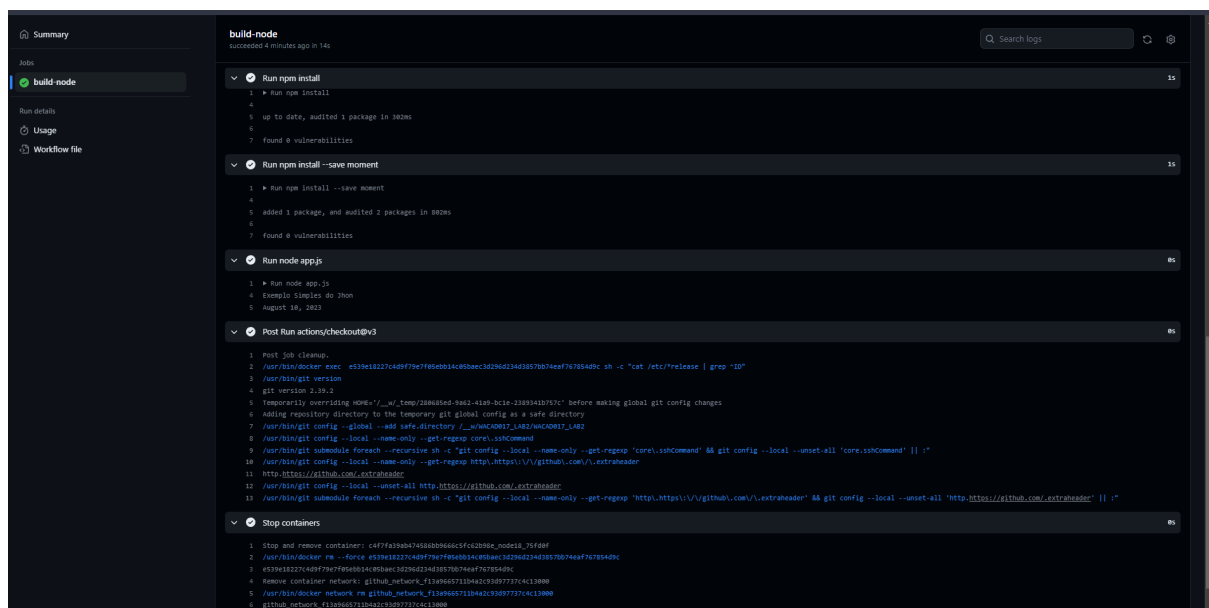 Summary
Jobs
build-node
Run details
Usage
Workflow file
build-node
succeeded 4 minutes ago in 14s
Search logs
Run npm install 1s
1 Run npm install
4
5 up to date, audited 1 package in 302ms
6
7 found 0 vulnerabilities
Run npm install --save moment 1s
1 Run npm install --save moment
4
5 added 1 package, and audited 2 packages in 802ms
6
7 found 0 vulnerabilities
Run node app.js 0s
1 Run node app.js
4 Exemplo Simples do Jhon
5 August 10, 2023
Post Run actions/checkout@v3 0s
1 Post job cleanup.
2 /usr/bin/docker exec e539e18227c4d9f79e7f05ebb14c05baec3d296d234d3857bb74eaf767854d9c sh -c "cat /etc/*release | grep ^ID"
3 /usr/bin/git version
4 git version 2.39.2
5 Temporarily overriding HOME='/__w/_temp/280685ed-9a62-41a9-bc1e-2389341b757c' before making global git config changes
6 Adding repository directory to the temporary git global config as a safe directory
7 /usr/bin/git config --global --add safe.directory /__w/WACAD017_LAB2/WACAD017_LAB2
8 /usr/bin/git config --local --name-only --get-regexp core\.sshCommand
9 /usr/bin/git submodule foreach --recursive sh -c "git config --local --name-only --get-regexp 'core\.sshCommand' && git config --local --unset-all 'core.sshCommand' || :"
10 /usr/bin/git config --local --name-only --get-regexp http\.https\:\/\/github\.com\/\.extraheader
11 http.https://github.com/.extraheader
12 /usr/bin/git config --local --unset-all http.https://github.com/.extraheader
13 /usr/bin/git submodule foreach --recursive sh -c "git config --local --name-only --get-regexp 'http\.https\:\/\/github\.com\/\.extraheader' && git config --local --unset-all 'http.https://github.com/.extraheader' || :"
Stop containers 0s
1 Stop and remove container: c4f7fa39ab474586bb9666c5fc62b98e_node18_75fd0f
2 /usr/bin/docker rm --force e539e18227c4d9f79e7f05ebb14c05baec3d296d234d3857bb74eaf767854d9c
3 e539e18227c4d9f79e7f05ebb14c05baec3d296d234d3857bb74eaf767854d9c
4 Remove container network: github_network_f13a9665711b4a2c93d97737c4c13000
5 /usr/bin/docker network rm github_network_f13a9665711b4a2c93d97737c4c13000
6 github_network_f13a9665711b4a2c93d97737c4c13000